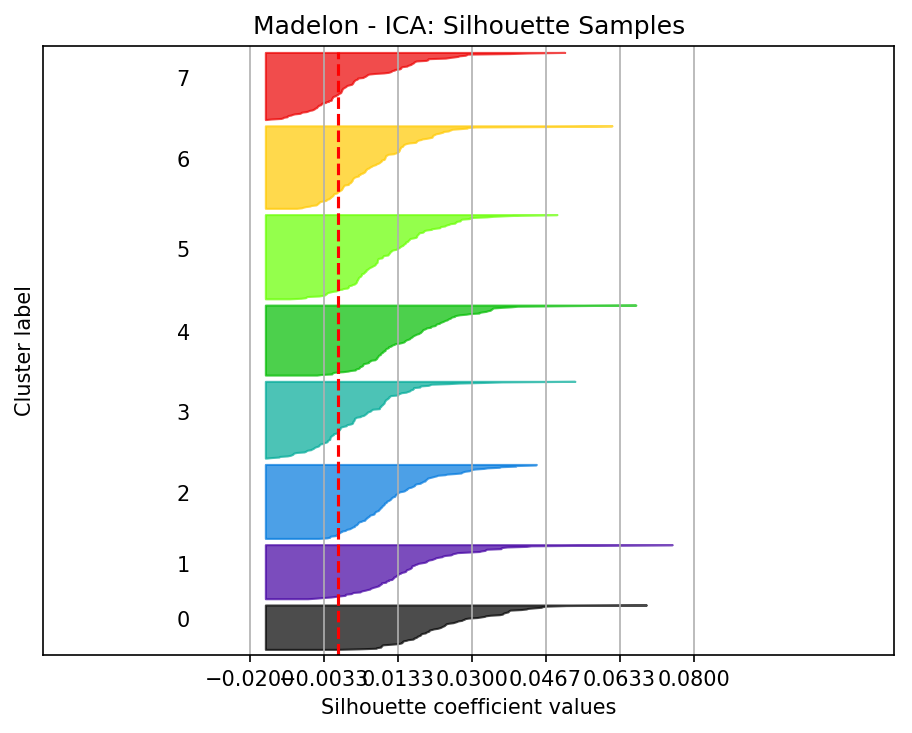 Madelon - ICA: Silhouette Samples
7
6
5
4
3
2
1
0
Cluster label
−0.0200 −0.0033 0.0133 0.0300 0.0467 0.0633 0.0800
Silhouette coefficient values